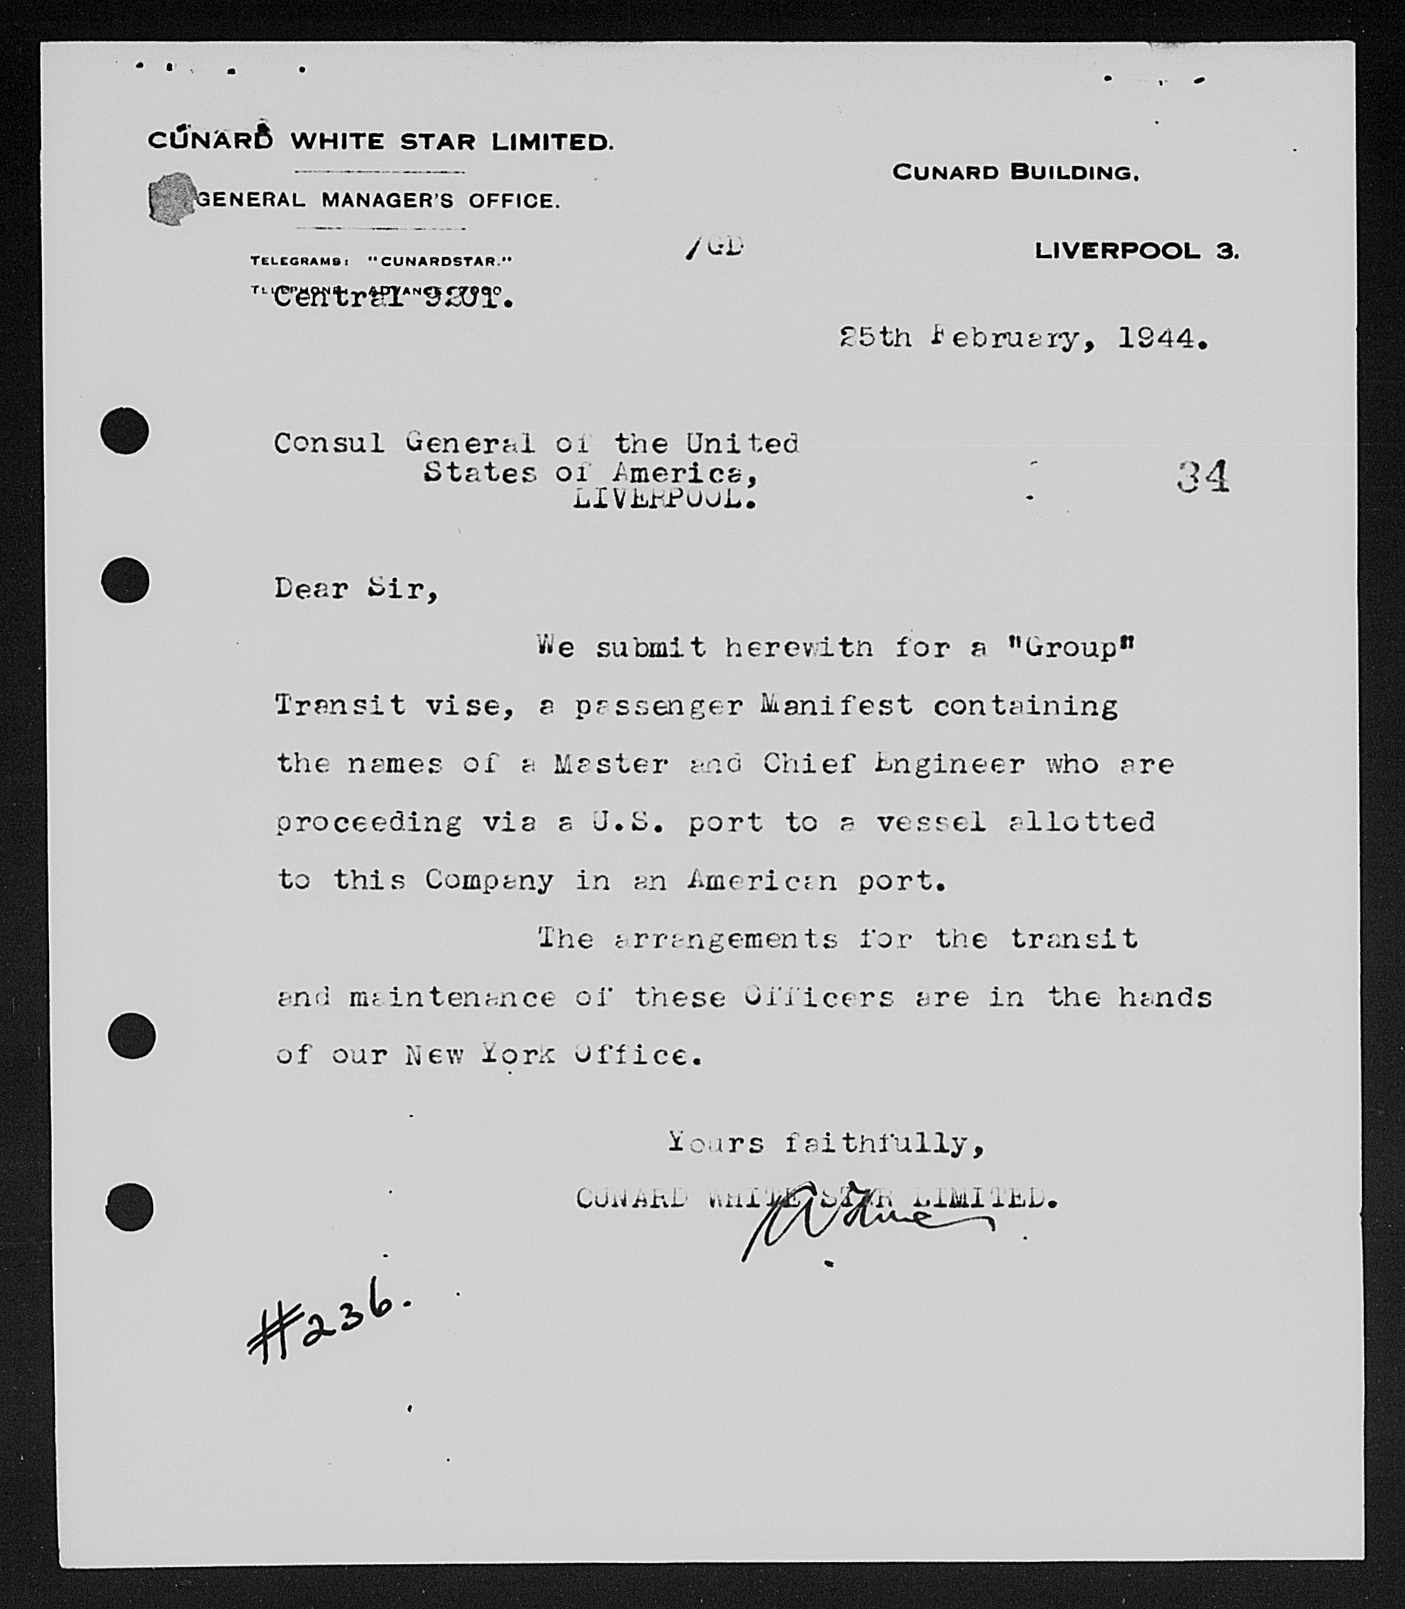 CUNARD WHITE STAR LIMITED.
GENERAL MANAGER'S OFFICE.
TELEGRAMS: "CUNARDSTAR."
Central 9201.
CUNARD BUILDING,
LIVERPOOL 3.
/GD
25th February, 1944.
Consul General of the United
States of America,
LIVERPOOL.
34
Dear Sir,
We submit herewith for a "Group"
Transit vise, a passenger Manifest containing
the names of a Master and Chief Engineer who are
proceeding via a U.S. port to a vessel allotted
to this Company in an American port.
The arrangements for the transit
and maintenance of these Officers are in the hands
of our New York Office.
Yours faithfully,
CUNARD WHITE STAR LIMITED.
#236.